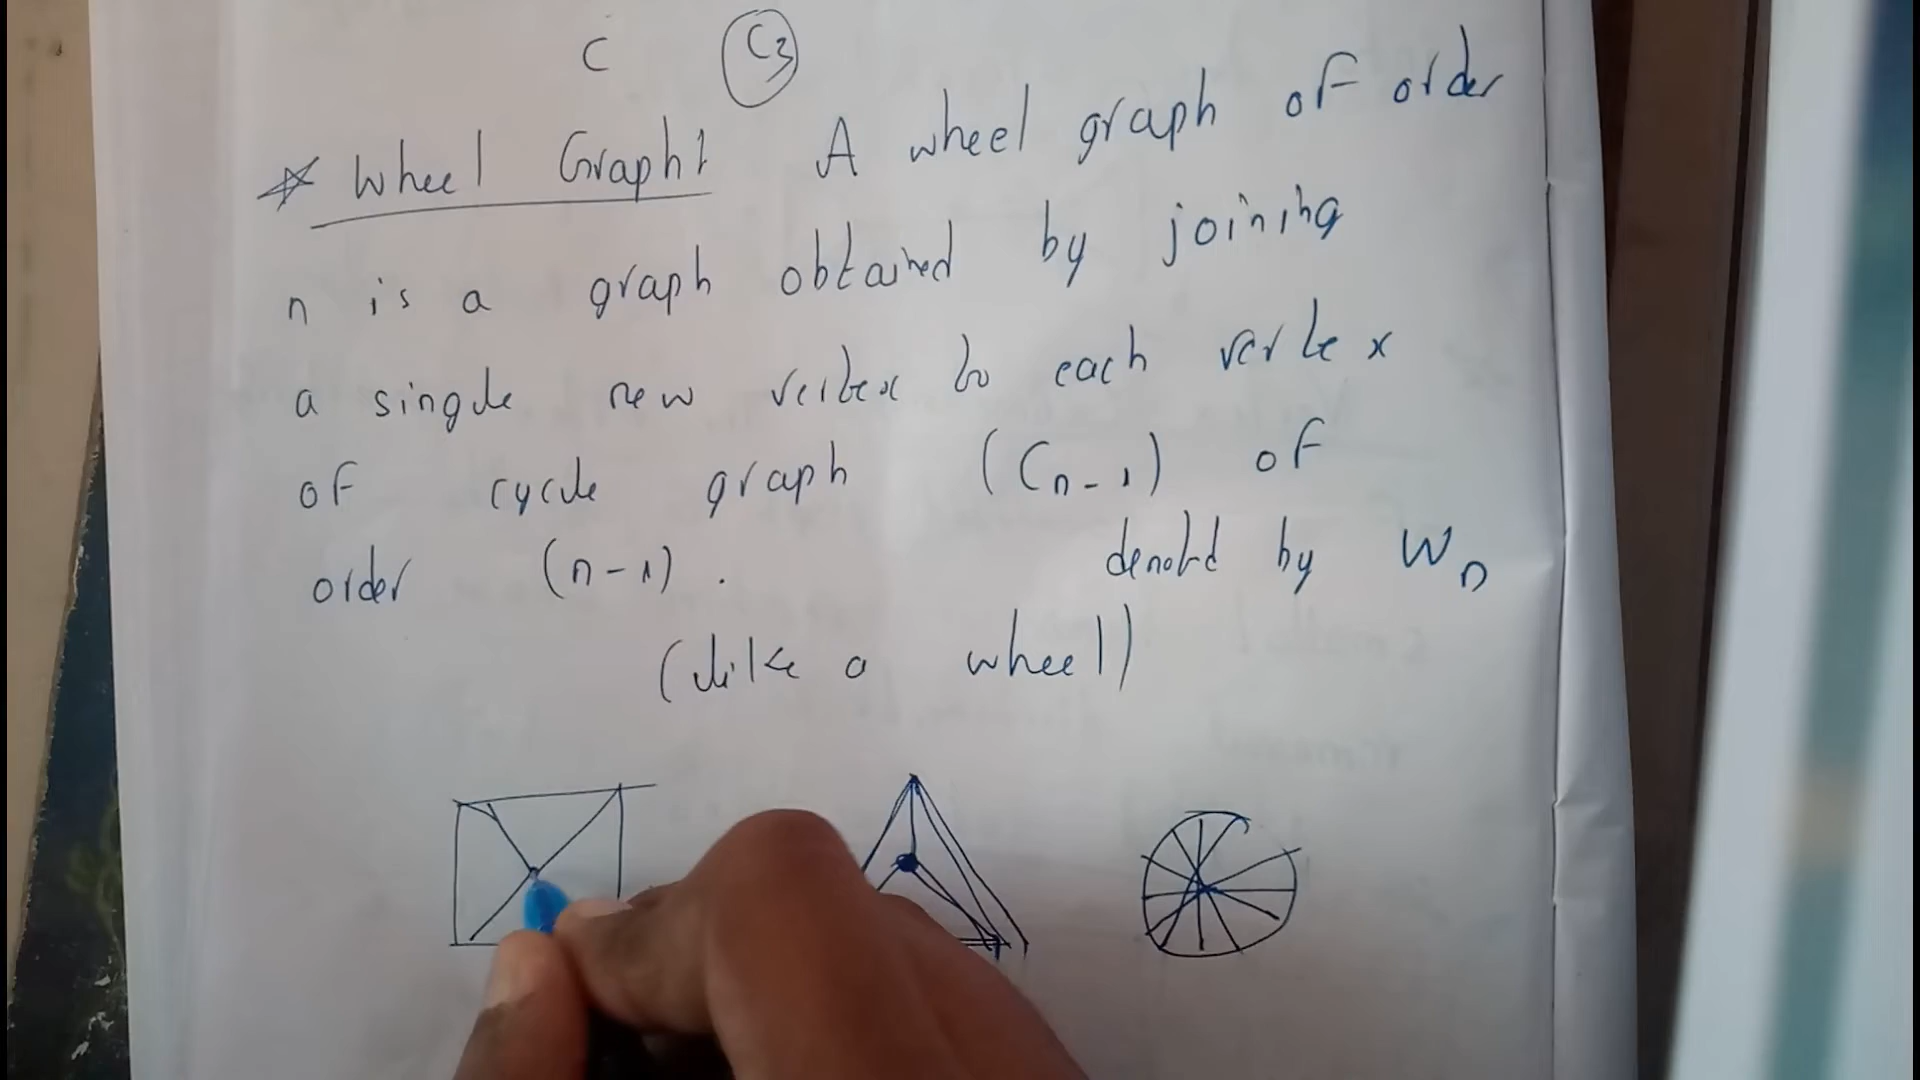 C C3
* Wheel Graph: A wheel graph of order
n is a graph obtained by joining
a single new vertex to each vertex
of cycle graph (Cn-1) of
order (n-1). denoted by Wn
(like a wheel)